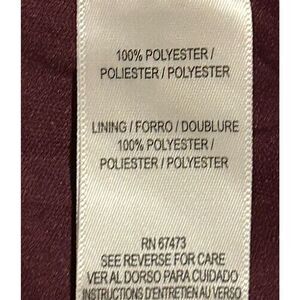 100% POLYESTER /
POLIESTER / POLYESTER
LINING / FORRO / DOUBLURE
100% POLYESTER /
POLIESTER / POLYESTER
RN 67473
SEE REVERSE FOR CARE
VER AL DORSO PARA CUIDADO
INSTRUCTIONS D'ENTRETIEN AU VERSO